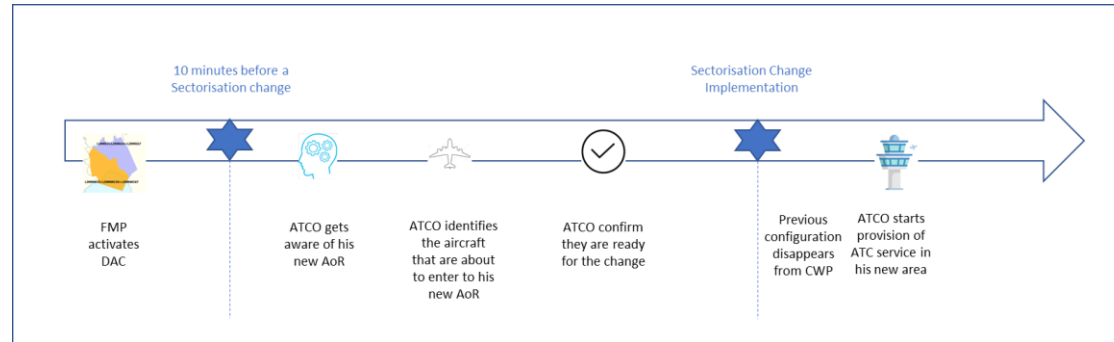 10 minutes before a
Sectorisation change
Sectorisation Change
Implementation
FMP
activates
DAC
ATCO gets
aware of his
new AoR
ATCO identifies
the aircraft
that are about
to enter to his
new AoR
ATCO confirm
they are ready
for the change
Previous
configuration
disappears
from CWP
ATCO starts
provision of
ATC service in
his new area